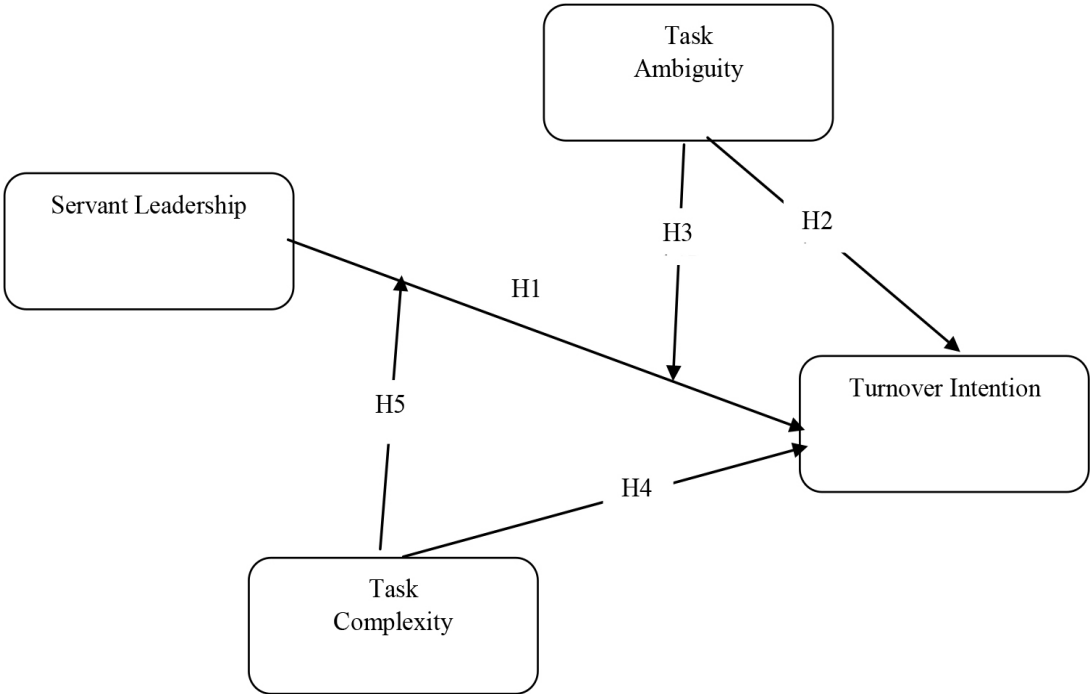 Task
Ambiguity
Servant Leadership
H2
H3
H1
Turnover Intention
H5
H4
Task
Complexity